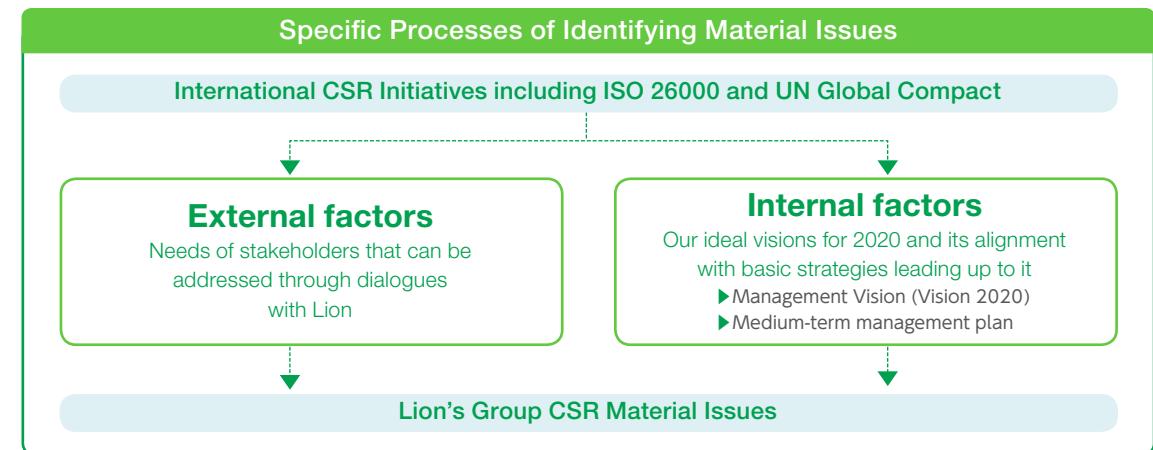 Specific Processes of Identifying Material Issues
International CSR Initiatives including ISO 26000 and UN Global Compact
External factors
Needs of stakeholders that can be
addressed through dialogues
with Lion
Internal factors
Our ideal visions for 2020 and its alignment
with basic strategies leading up to it
▶Management Vision (Vision 2020)
▶Medium-term management plan
Lion’s Group CSR Material Issues